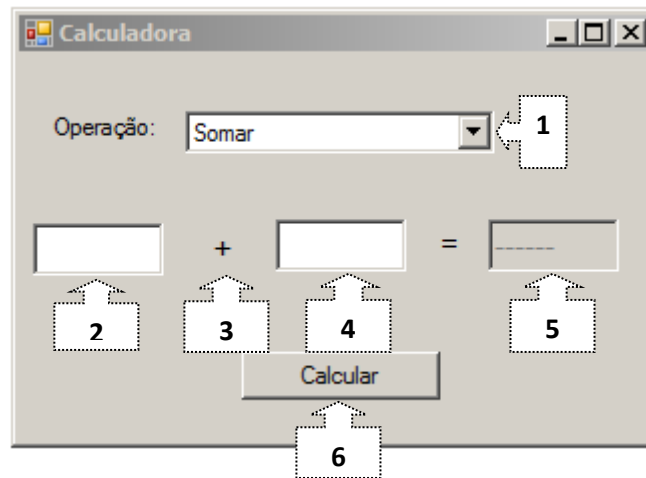 Calculadora
Operação: Somar 1
+ = ------
2 3 4 5
Calcular
6